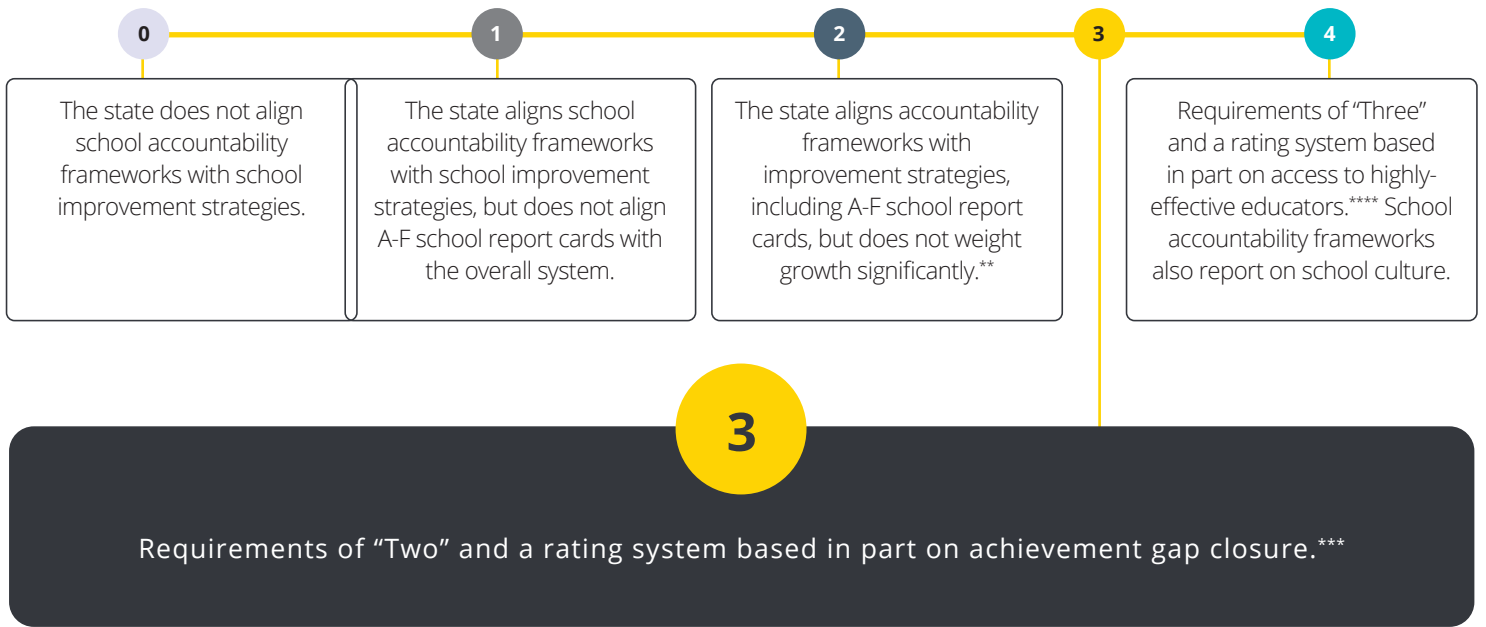 0
1
2
3
4
The state does not align
school accountability
frameworks with school
improvement strategies.
The state aligns school
accountability frameworks
with school improvement
strategies, but does not align
A-F school report cards with
the overall system.
The state aligns accountability
frameworks with
improvement strategies,
including A-F school report
cards, but does not weight
growth significantly.**
Requirements of “Three”
and a rating system based
in part on access to highly-
effective educators.**** School
accountability frameworks
also report on school culture.
3
Requirements of “Two” and a rating system based in part on achievement gap closure.***